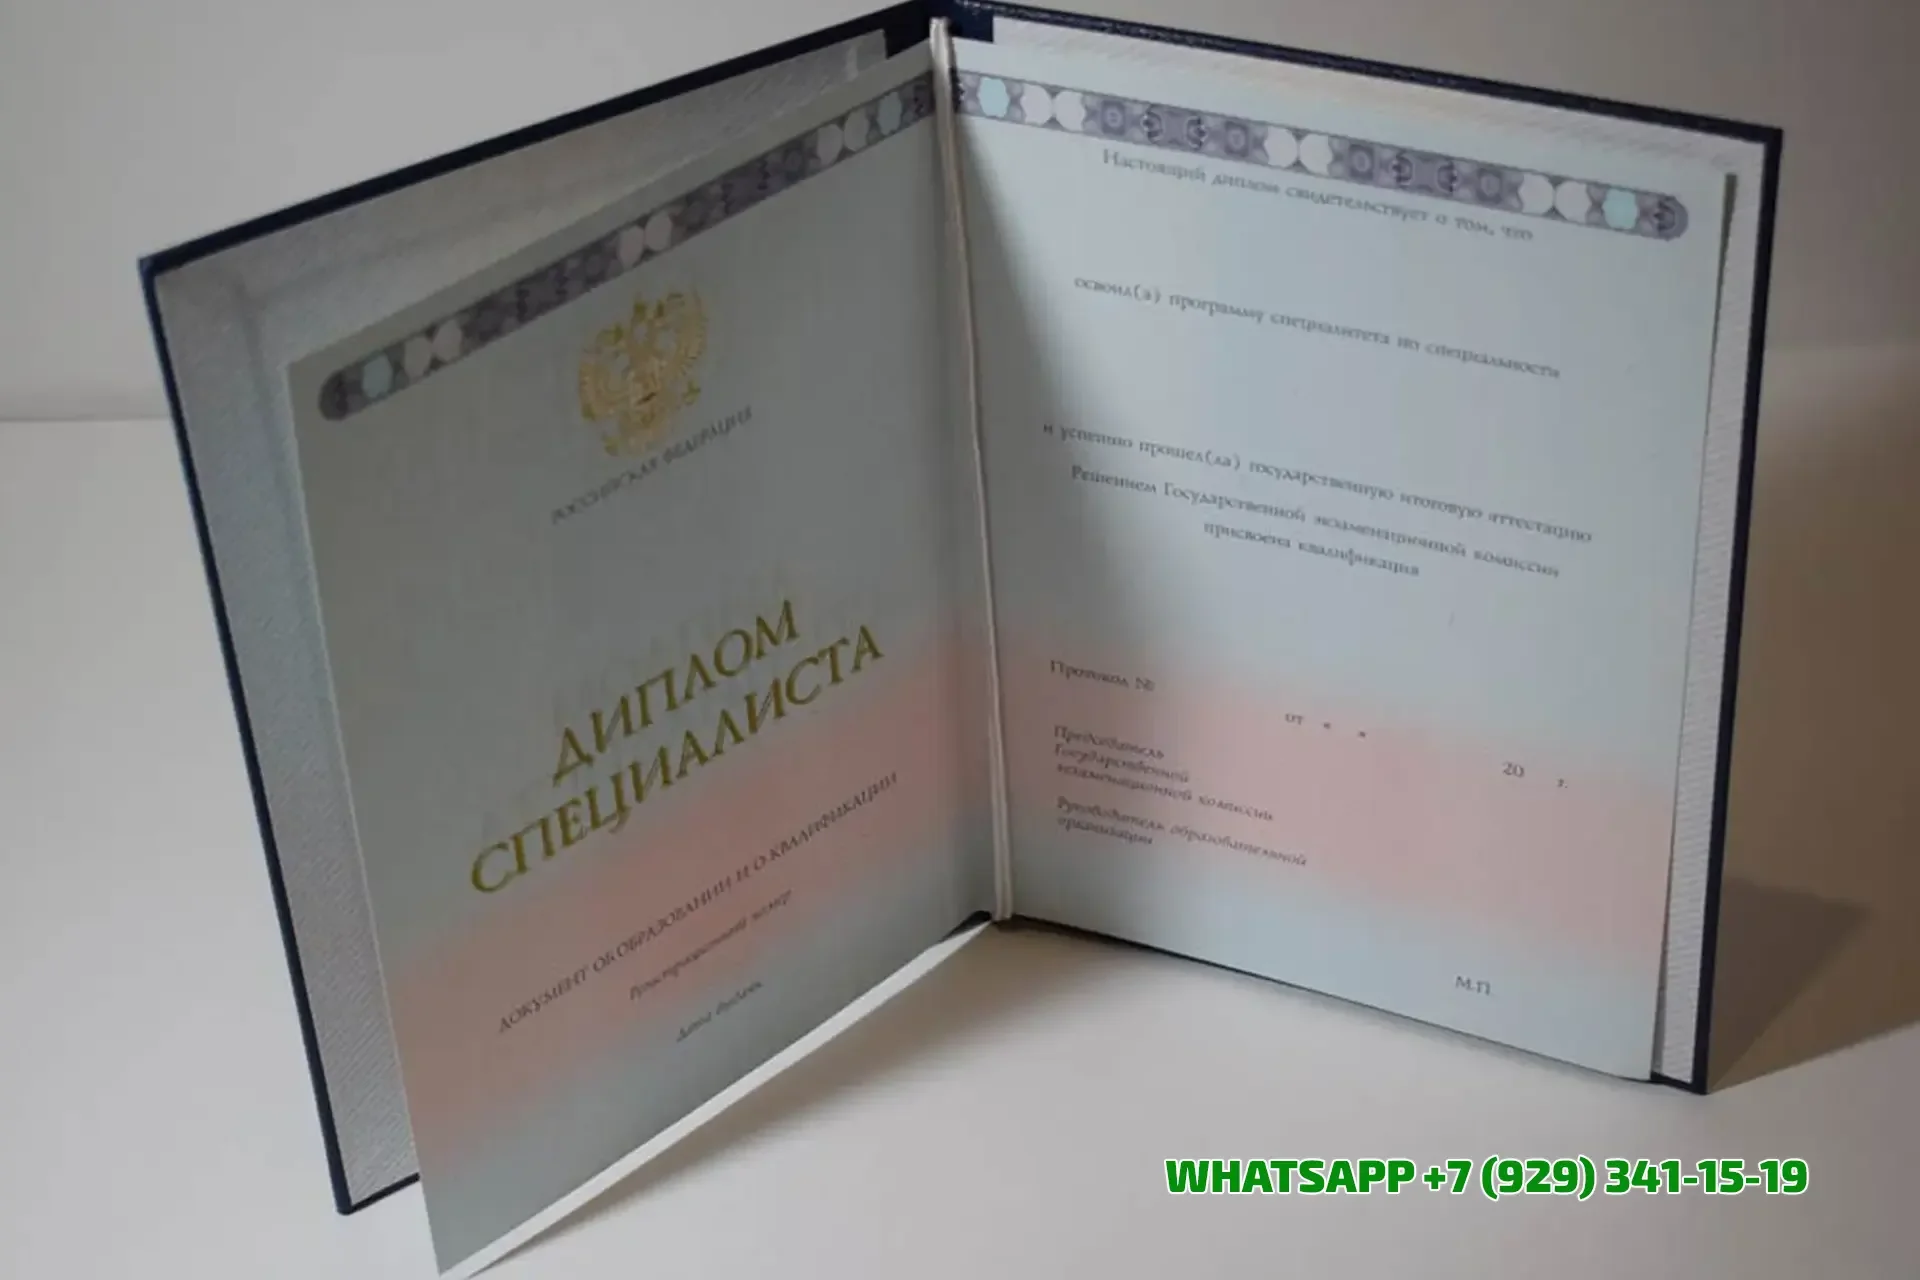 РОССИЙСКАЯ ФЕДЕРАЦИЯ
ДИПЛОМ
СПЕЦИАЛИСТА
ДОКУМЕНТ ОБ ОБРАЗОВАНИИ И О КВАЛИФИКАЦИИ
Регистрационный номер
Дата выдачи
Настоящий диплом свидетельствует о том, что
освоил(а) программу специалитета по специальности
и успешно прошел(ла) государственную итоговую аттестацию
Решением Государственной экзаменационной комиссии
присвоена квалификация
Протокол №
от « »
20 г.
Председатель
Государственной
экзаменационной комиссии
Руководитель образовательной
организации
М.П.
WHATSAPP +7 (929) 341-15-19